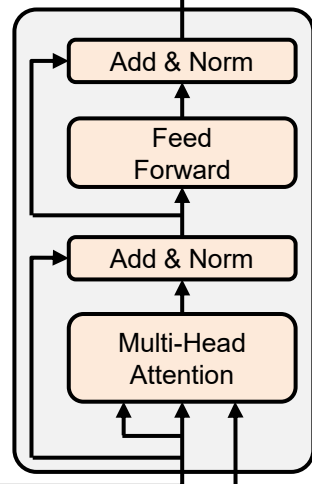 Add & Norm
Feed
Forward
Add & Norm
Multi-Head
Attention